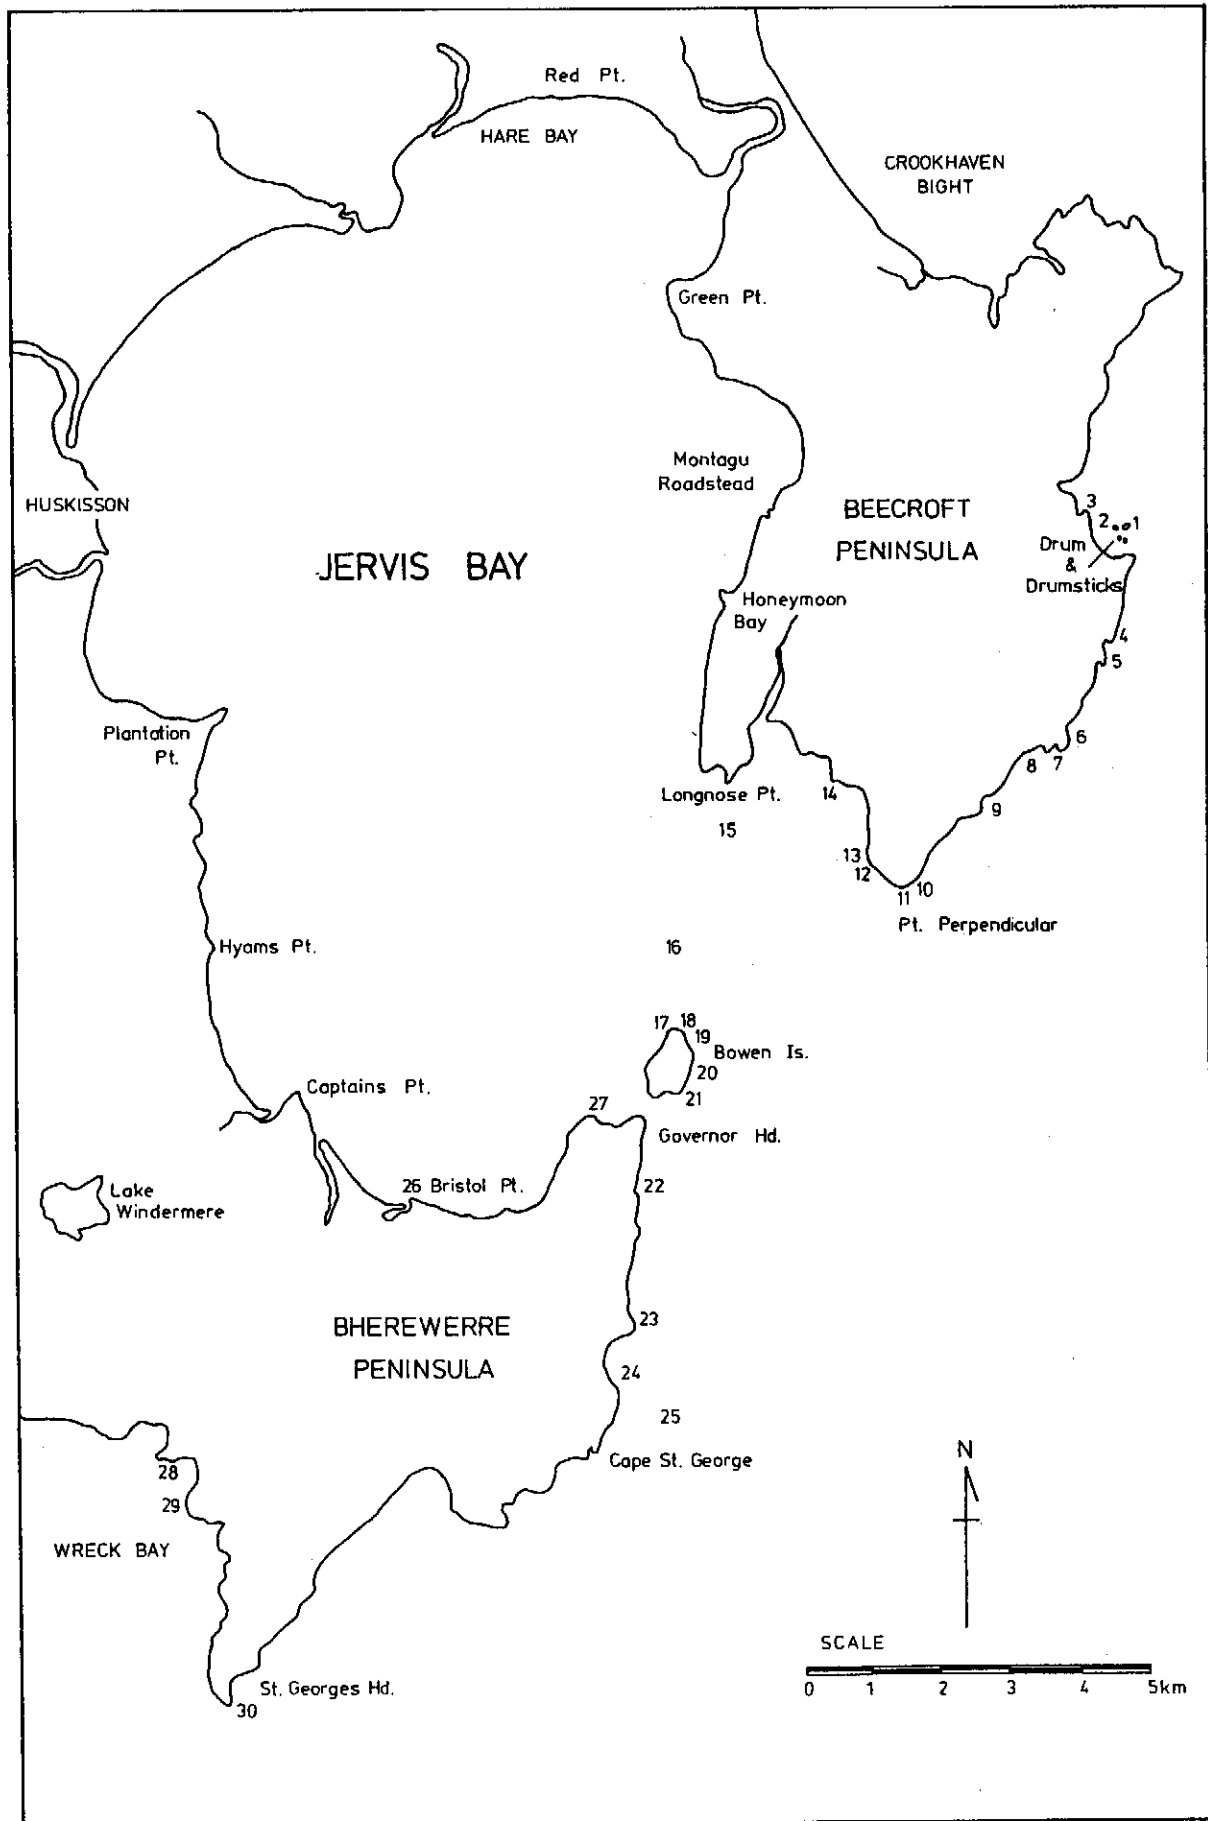 Red Pt.
HARE BAY
CROOKHAVEN
BIGHT
Green Pt.
Montagu
Roadstead
HUSKISSON
BEECROFT
PENINSULA
JERVIS BAY
3
2
1
Drum
&
Drumsticks
Honeymoon
Bay
4
5
Plantation
Pt.
6
7
8
Longnose Pt.
14
9
15
13
12
11
10
Pt. Perpendicular
Hyams Pt.
16
17
18
19
Bowen Is.
20
21
Captains Pt.
27
Governor Hd.
26 Bristol Pt.
22
Lake
Windermere
23
BHEREWERRE
PENINSULA
24
25
Cape St. George
28
29
WRECK BAY
N
SCALE
0 1 2 3 4 5km
St. Georges Hd.
30